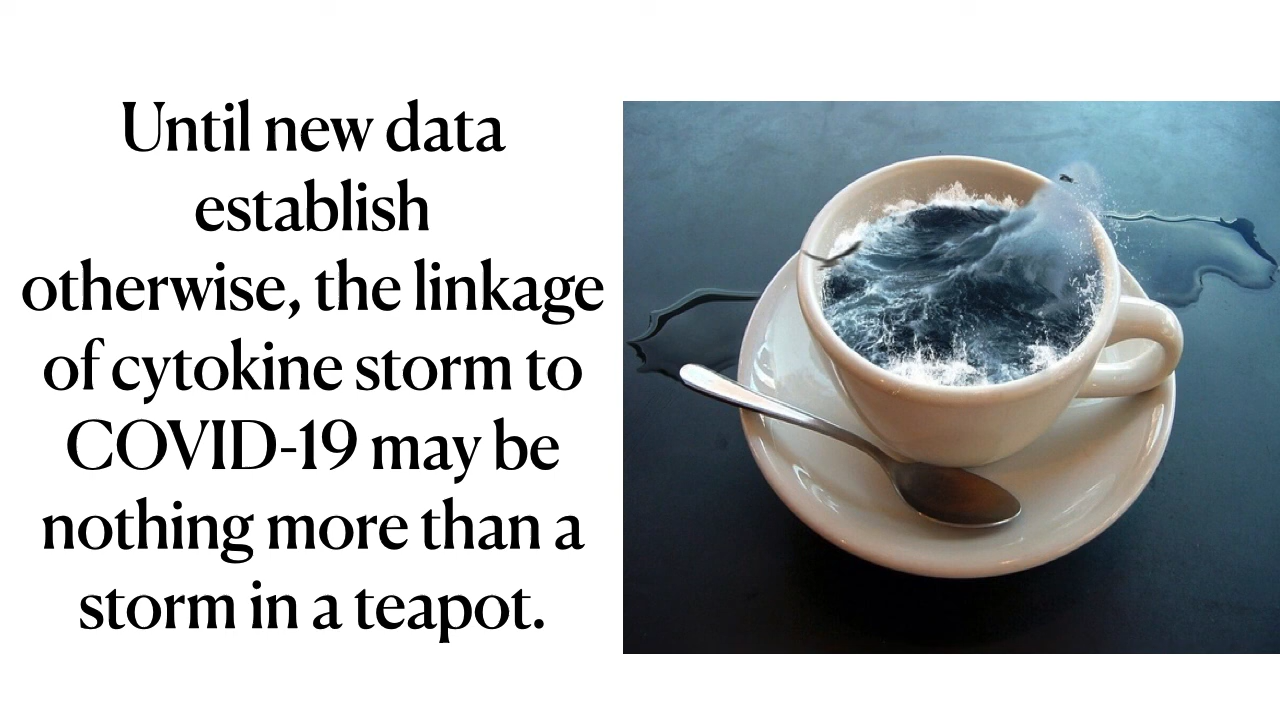 Until new data
establish
otherwise, the linkage
of cytokine storm to
COVID-19 may be
nothing more than a
storm in a teapot.